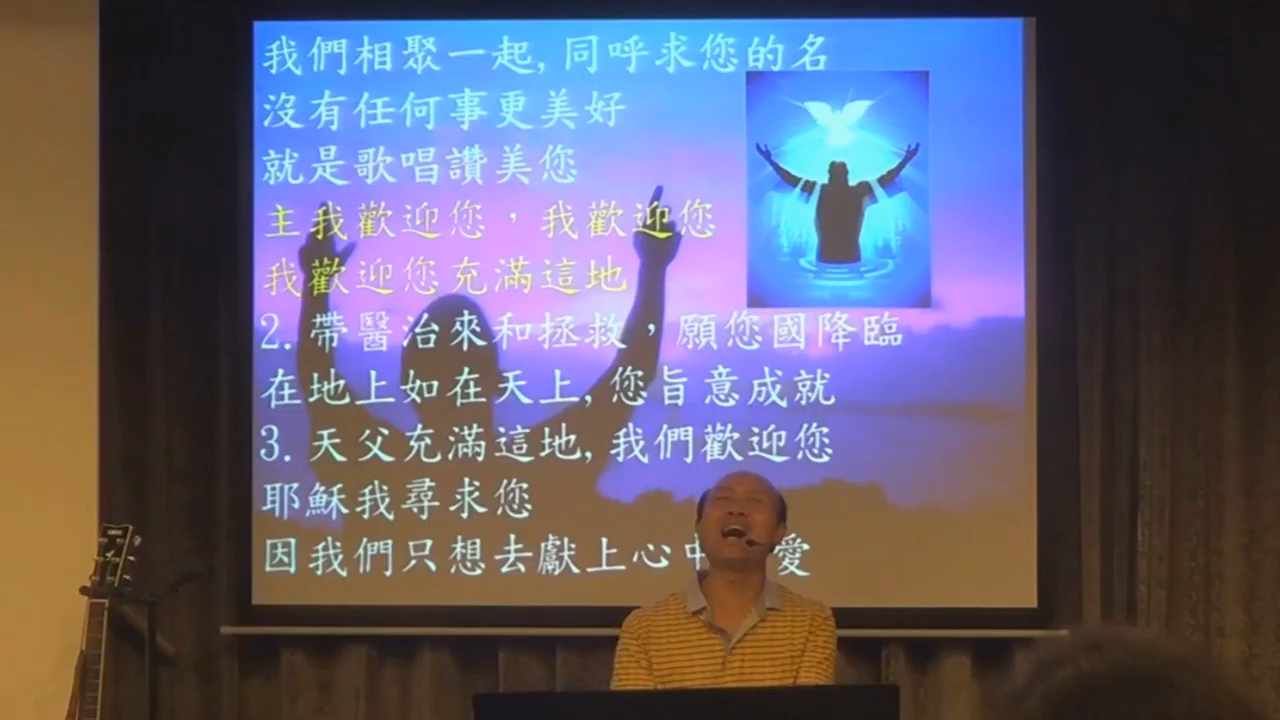 我們相聚一起,同呼求您的名
沒有任何事更美好
就是歌唱讚美您
主我歡迎您，我歡迎您
我歡迎您充滿這地
2.帶醫治來和拯救，願您國降臨
在地上如在天上,您旨意成就
3.天父充滿這地,我們歡迎您
耶穌我尋求您
因我們只想去獻上心中 愛